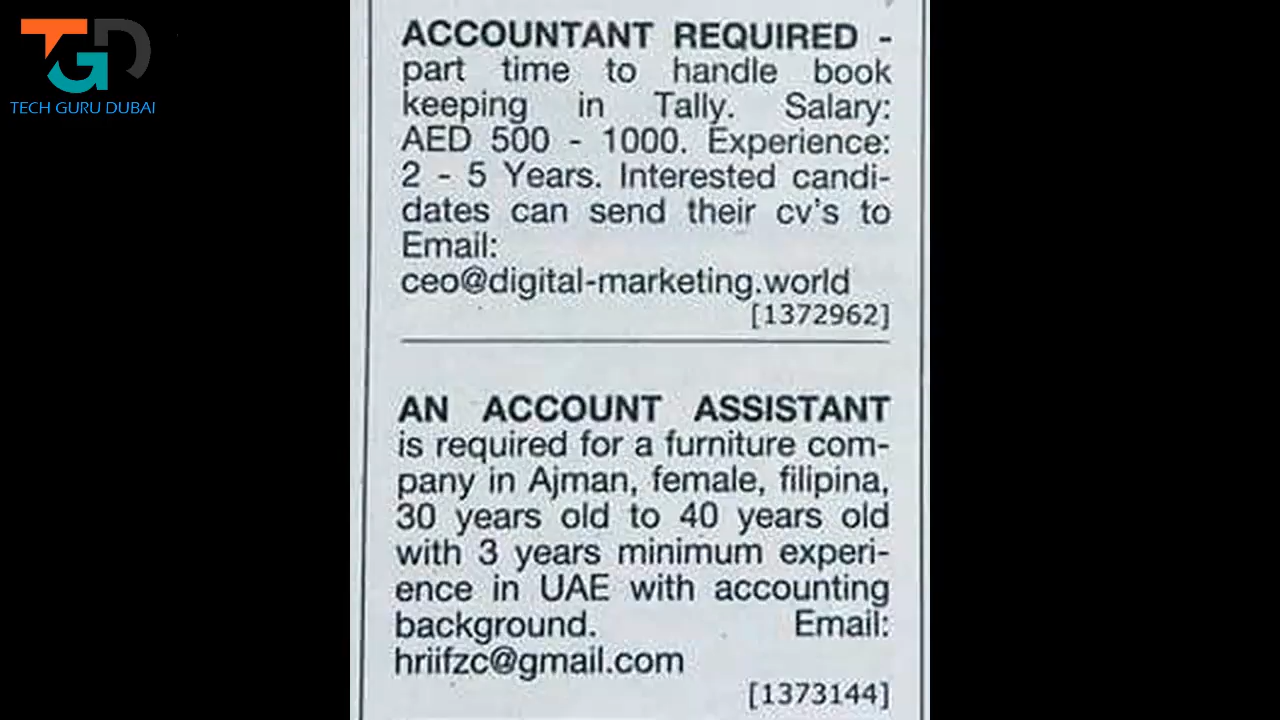 TECH GURU DUBAI
ACCOUNTANT REQUIRED -
part time to handle book
keeping in Tally. Salary:
AED 500 - 1000. Experience:
2 - 5 Years. Interested candi-
dates can send their cv's to
Email:
ceo@digital-marketing.world
[1372962]
AN ACCOUNT ASSISTANT
is required for a furniture com-
pany in Ajman, female, filipina,
30 years old to 40 years old
with 3 years minimum experi-
ence in UAE with accounting
background. Email:
hriifzc@gmail.com
[1373144]